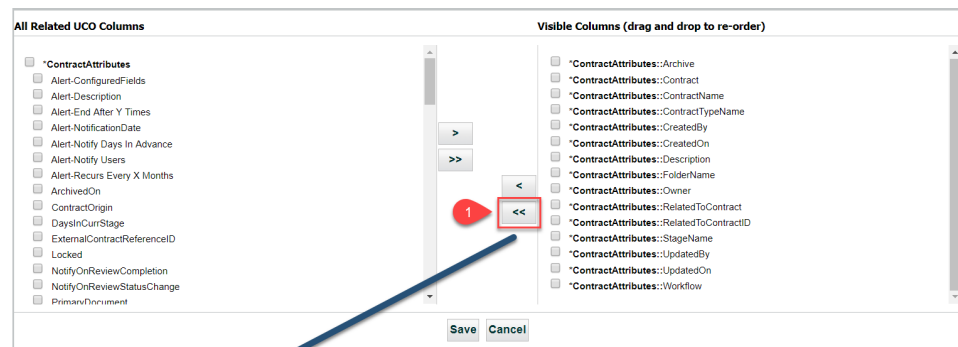 All Related UCO Columns
*ContractAttributes
Alert-ConfiguredFields
Alert-Description
Alert-End After Y Times
Alert-NotificationDate
Alert-Notify Days In Advance
Alert-Notify Users
Alert-Recurs Every X Months
ArchivedOn
ContractOrigin
DaysInCurrStage
ExternalContractReferenceID
Locked
NotifyOnReviewCompletion
NotifyOnReviewStatusChange
PrimaryDocument
>
>>
<
1
<<
Visible Columns (drag and drop to re-order)
*ContractAttributes::Archive
*ContractAttributes::Contract
*ContractAttributes::ContractName
*ContractAttributes::ContractTypeName
*ContractAttributes::CreatedBy
*ContractAttributes::CreatedOn
*ContractAttributes::Description
*ContractAttributes::FolderName
*ContractAttributes::Owner
*ContractAttributes::RelatedToContract
*ContractAttributes::RelatedToContractID
*ContractAttributes::StageName
*ContractAttributes::UpdatedBy
*ContractAttributes::UpdatedOn
*ContractAttributes::Workflow
Save Cancel